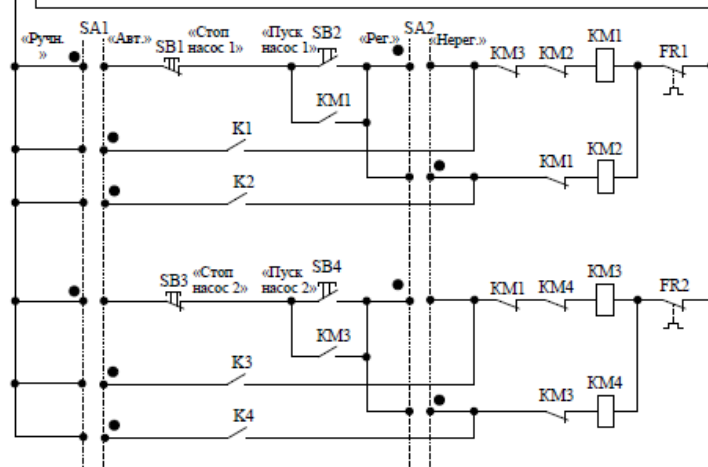 SA1
«Ручн.
»
«Авт.»
«Стоп
насос 1»
SB1
«Пуск
насос 1»
SB2
«Рег.»
SA2
«Нерег.»
KM3
KM2
KM1
FR1
KM1
K1
KM1
KM2
K2
SB3
«Стоп
насос 2»
«Пуск
насос 2»
SB4
KM1
KM4
KM3
FR2
KM3
K3
KM3
KM4
K4